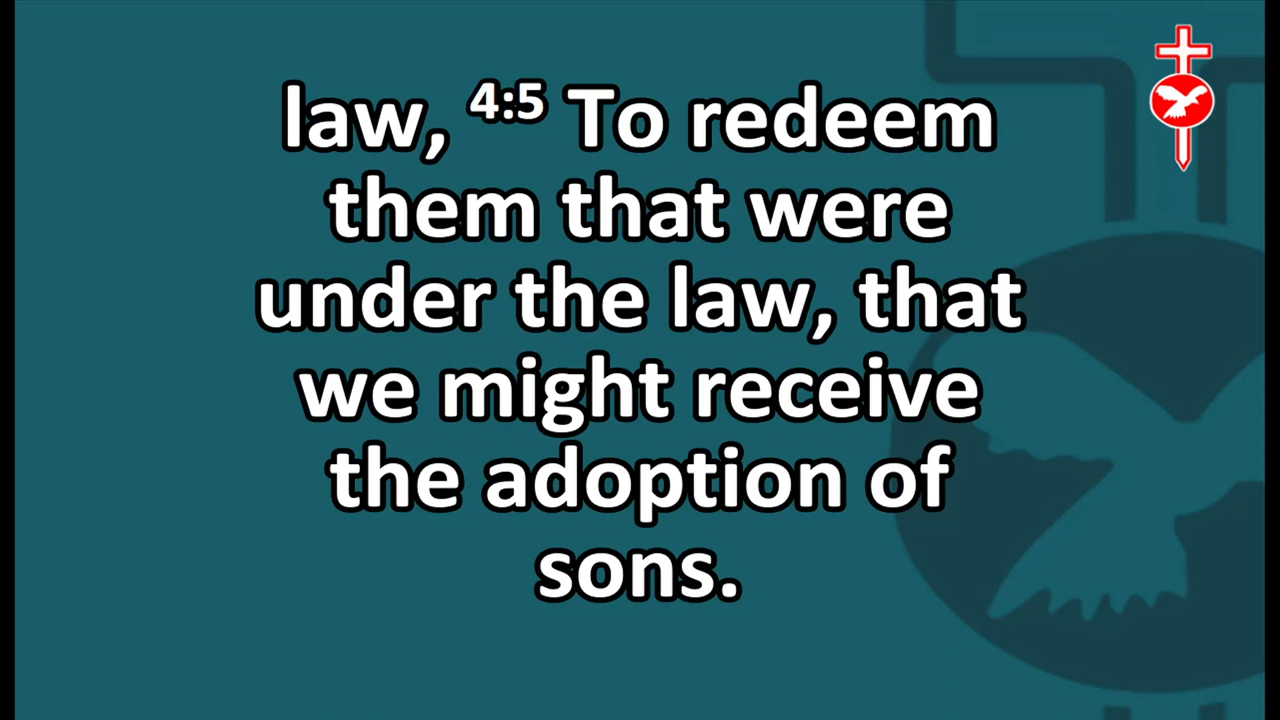 law, 4:5 To redeem
them that were
under the law, that
we might receive
the adoption of
sons.